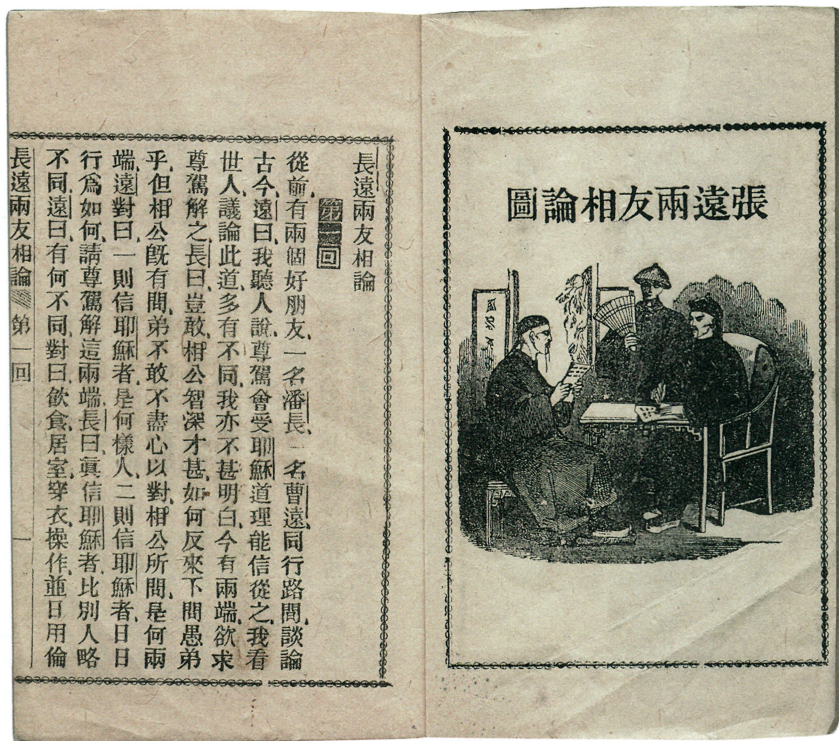 張遠兩友相論圖
長遠兩友相論
第一回
從前有兩個好朋友、一名潘長、一名曹遠、同行路間、談論
古今、遠曰、我聽人說、尊駕會受耶穌道理、能信從之、我看
世人議論此道、多有不同、我亦不甚明白、今有兩端、欲求
尊駕解之、長曰、豈敢、相公智深才甚、如何反來下問愚弟
乎、但相公旣有問、弟不敢不盡心以對、相公所問、是何兩
端、遠對曰、一則信耶穌者、是何樣人、二則信耶穌者、日日
行爲如何、請尊駕解這兩端、長曰、眞信耶穌者、比別人略
不同、遠曰、有何不同、對曰、飲食、居室、穿衣、操作、並日用倫
長遠兩友相論 第一回 一